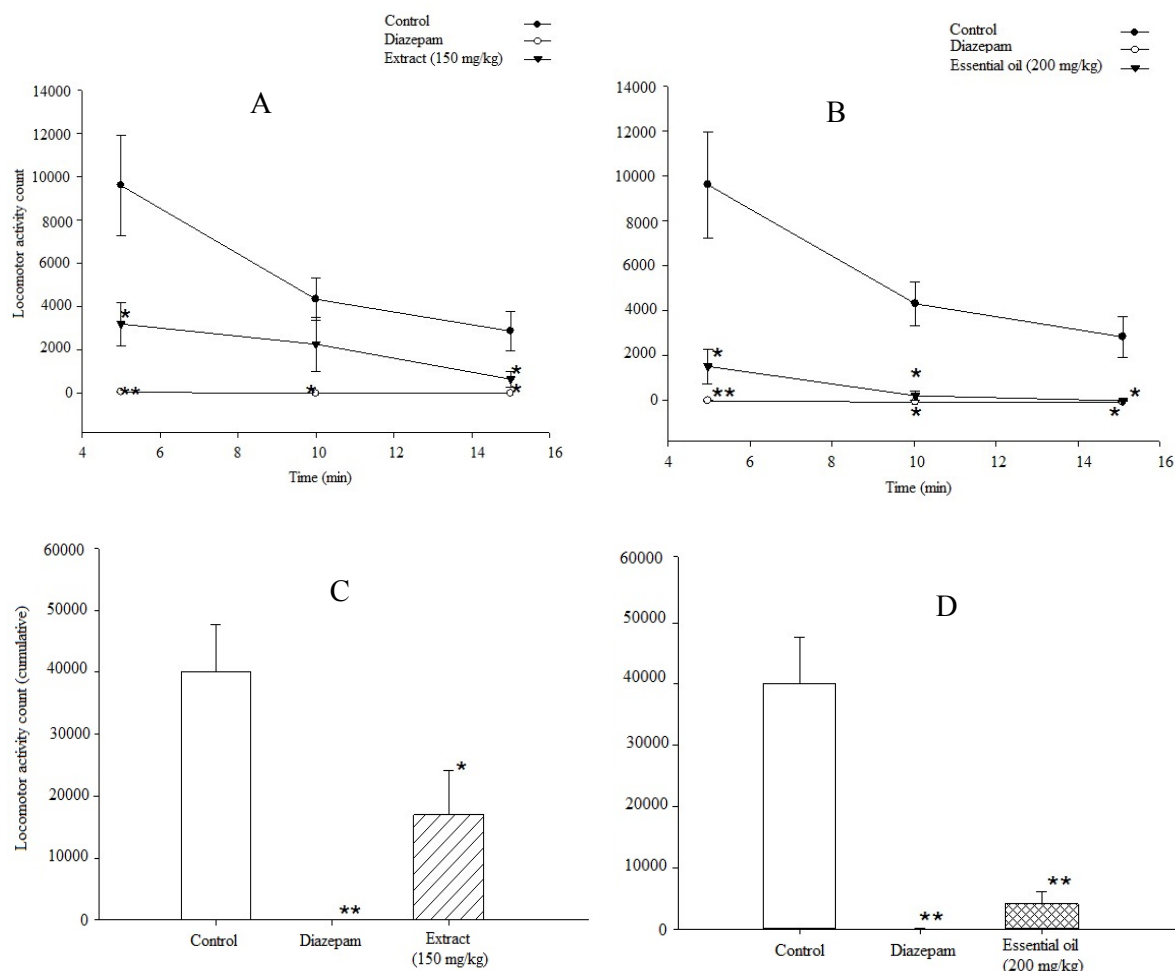 Control
Diazepam
Extract (150 mg/kg)
A
14000
12000
10000
8000
6000
4000
2000
0
Locomotor activity count
*
**
*
*
*
4 6 8 10 12 14 16
Time (min)
Control
Diazepam
Essential oil (200 mg/kg)
B
14000
12000
10000
8000
6000
4000
2000
0
*
**
*
*
*
*
4 6 8 10 12 14 16
Time (min)
C
60000
50000
40000
30000
20000
10000
0
Locomotor activity count (cumulative)
**
*
Control Diazepam Extract
(150 mg/kg)
D
60000
50000
40000
30000
20000
10000
0
**
**
Control Diazepam Essential oil
(200 mg/kg)